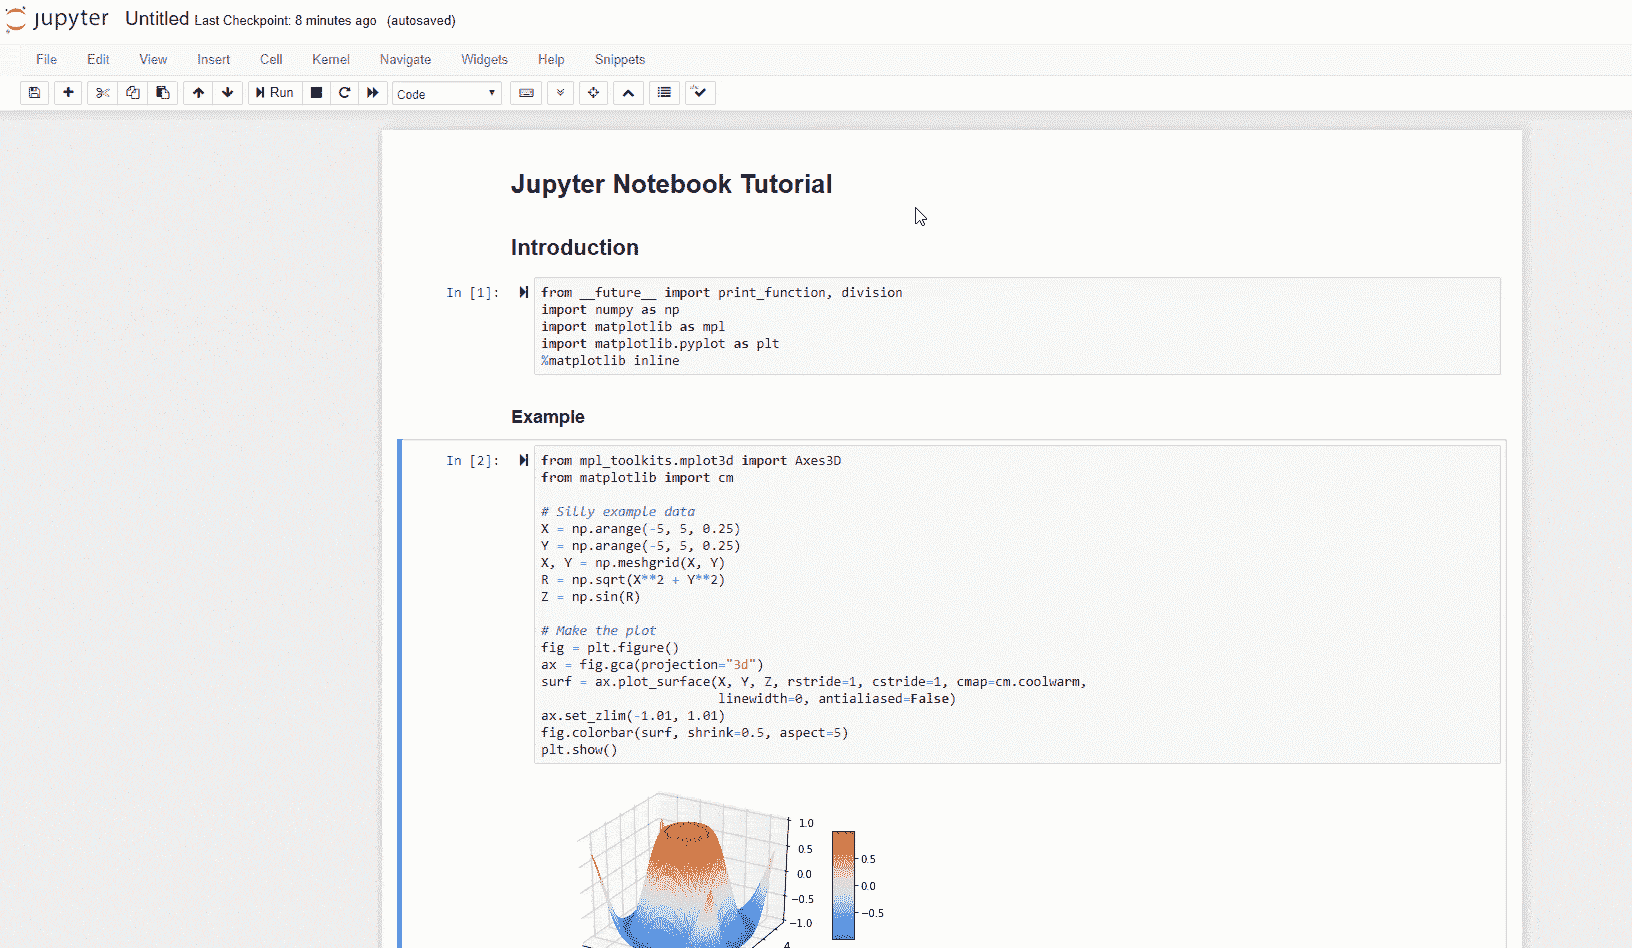 jupyter Untitled Last Checkpoint: 8 minutes ago (autosaved)
File Edit View Insert Cell Kernel Navigate Widgets Help Snippets
Run Code
Jupyter Notebook Tutorial
Introduction
In [1]:
from __future__ import print_function, division
import numpy as np
import matplotlib as mpl
import matplotlib.pyplot as plt
%matplotlib inline
Example
In [2]:
from mpl_toolkits.mplot3d import Axes3D
from matplotlib import cm
# Silly example data
X = np.arange(-5, 5, 0.25)
Y = np.arange(-5, 5, 0.25)
X, Y = np.meshgrid(X, Y)
R = np.sqrt(X**2 + Y**2)
Z = np.sin(R)
# Make the plot
fig = plt.figure()
ax = fig.gca(projection="3d")
surf = ax.plot_surface(X, Y, Z, rstride=1, cstride=1, cmap=cm.coolwarm,
linewidth=0, antialiased=False)
ax.set_zlim(-1.01, 1.01)
fig.colorbar(surf, shrink=0.5, aspect=5)
plt.show()
1.0
0.5
0.0
−0.5
−1.0
4
0.5
0.0
−0.5